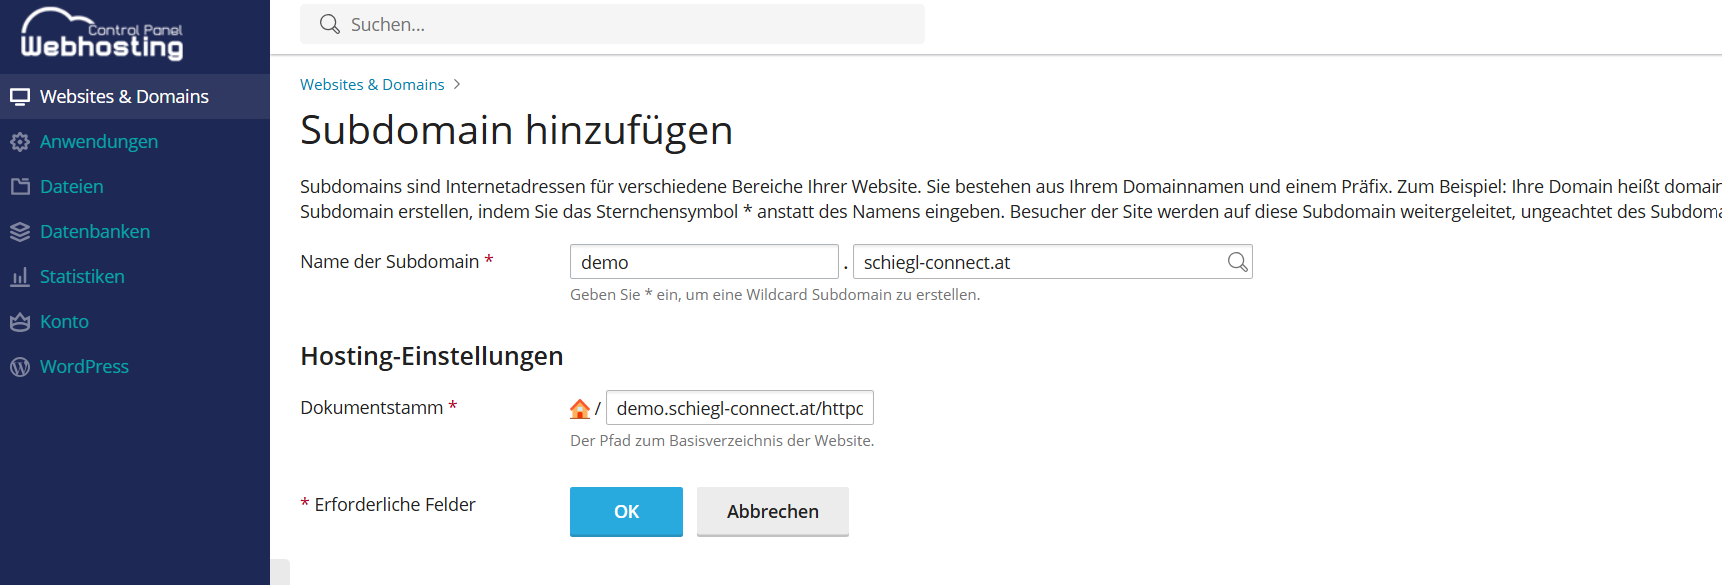 Control Panel
Webhosting
Suchen...
Websites & Domains
Anwendungen
Dateien
Datenbanken
Statistiken
Konto
WordPress
Websites & Domains >
Subdomain hinzufügen
Subdomains sind Internetadressen für verschiedene Bereiche Ihrer Website. Sie bestehen aus Ihrem Domainnamen und einem Präfix. Zum Beispiel: Ihre Domain heißt
Subdomain erstellen, indem Sie das Sternchensymbol * anstatt des Namens eingeben. Besucher der Site werden auf diese Subdomain weitergeleitet, ungeachtet des
Name der Subdomain * demo . schiegl-connect.at
Geben Sie * ein, um eine Wildcard Subdomain zu erstellen.
Hosting-Einstellungen
Dokumentstamm * / demo.schiegl-connect.at/httpc
Der Pfad zum Basisverzeichnis der Website.
* Erforderliche Felder OK Abbrechen